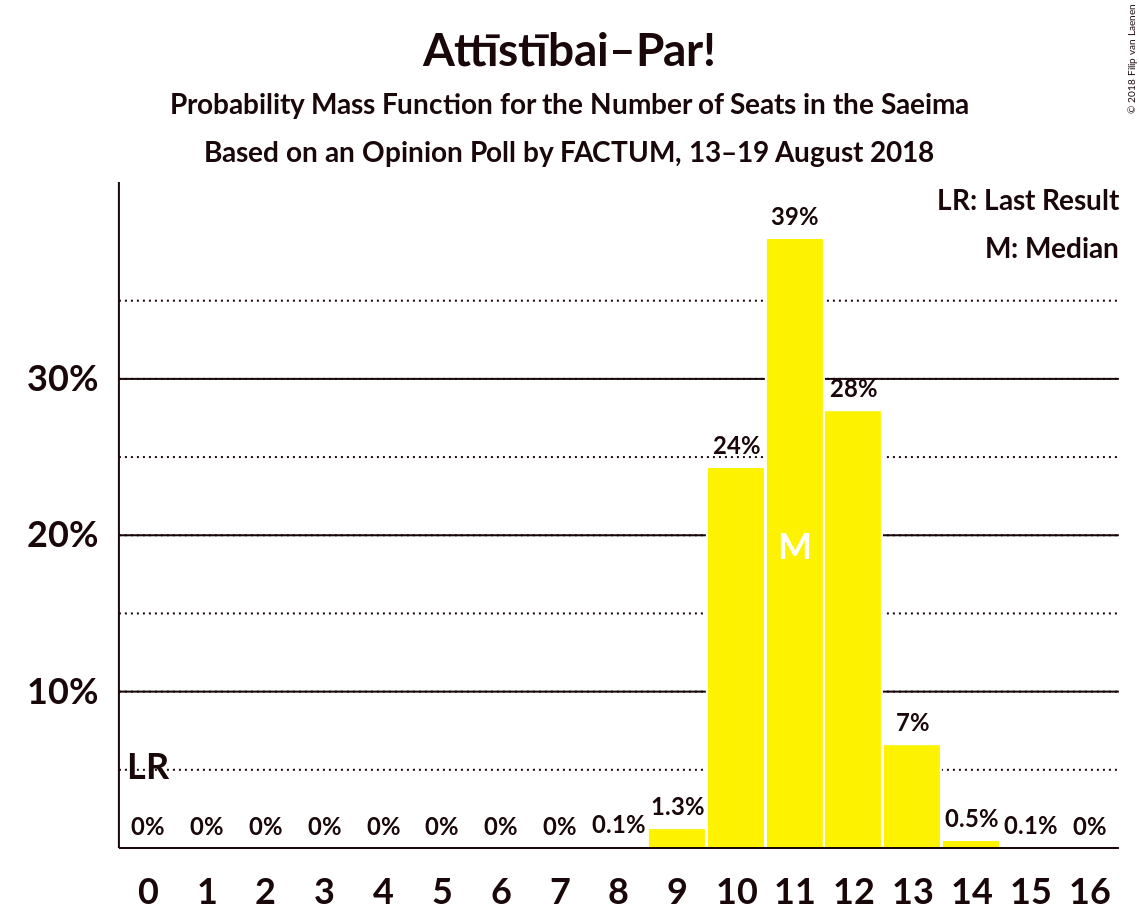 Attīstībai–Par!
Probability Mass Function for the Number of Seats in the Saeima
Based on an Opinion Poll by FACTUM, 13–19 August 2018
© 2018 Filip van Laenen
LR: Last Result
M: Median
39%
30%
28%
24%
20%
M
10%
7%
LR
0% 0% 0% 0% 0% 0% 0% 0% 0.1% 1.3% 0.5% 0.1% 0%
0 1 2 3 4 5 6 7 8 9 10 11 12 13 14 15 16